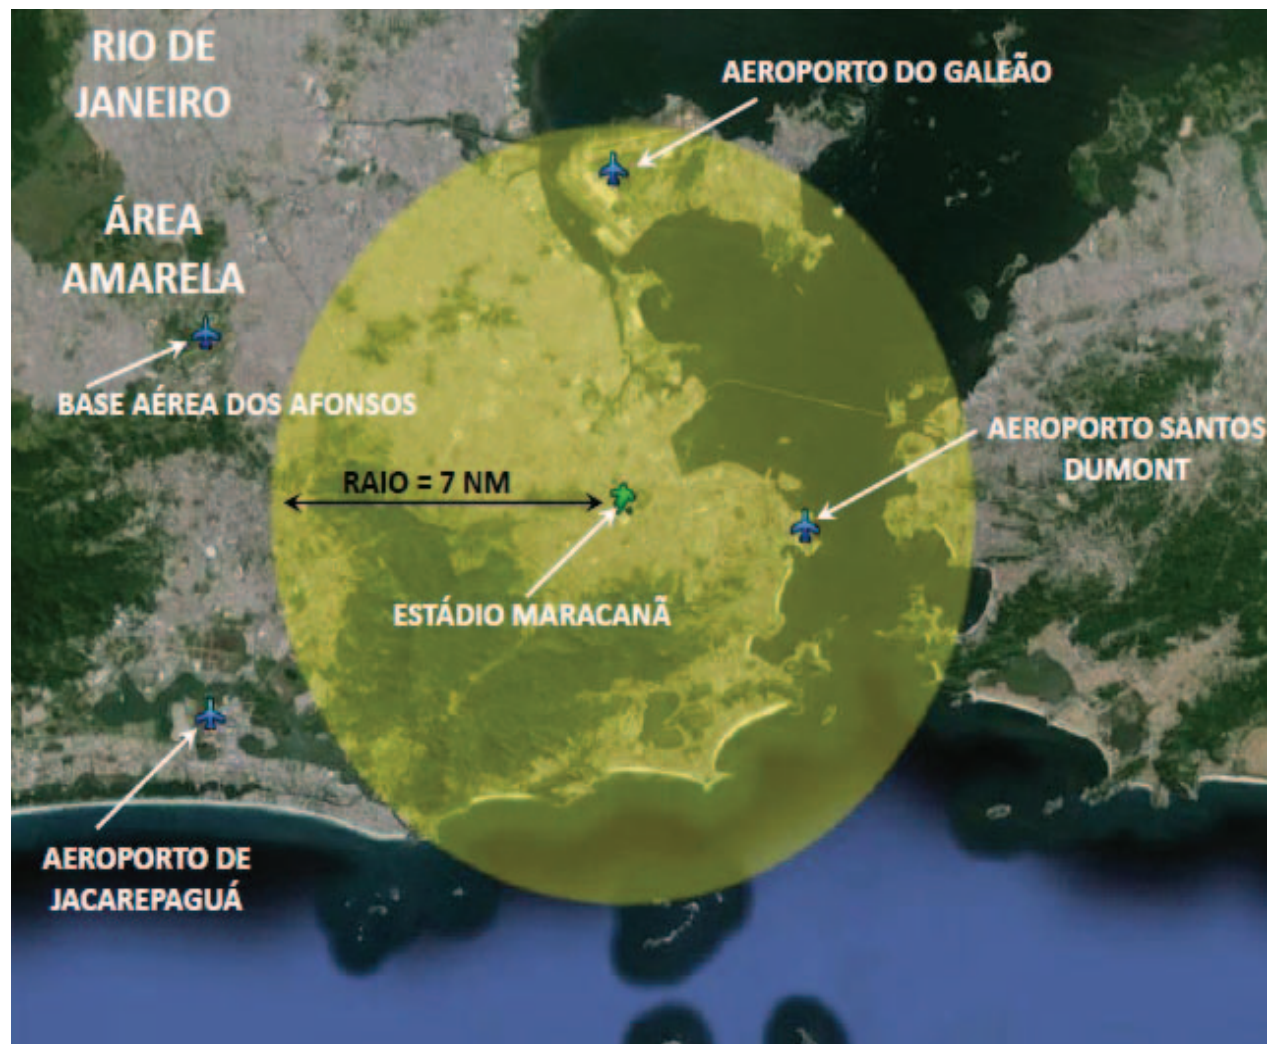 RIO DE
JANEIRO
AEROPORTO DO GALEÃO
ÁREA
AMARELA
BASE AÉREA DOS AFONSOS
AEROPORTO SANTOS
DUMONT
RAIO = 7 NM
ESTÁDIO MARACANÃ
AEROPORTO DE
JACAREPAGUÁ